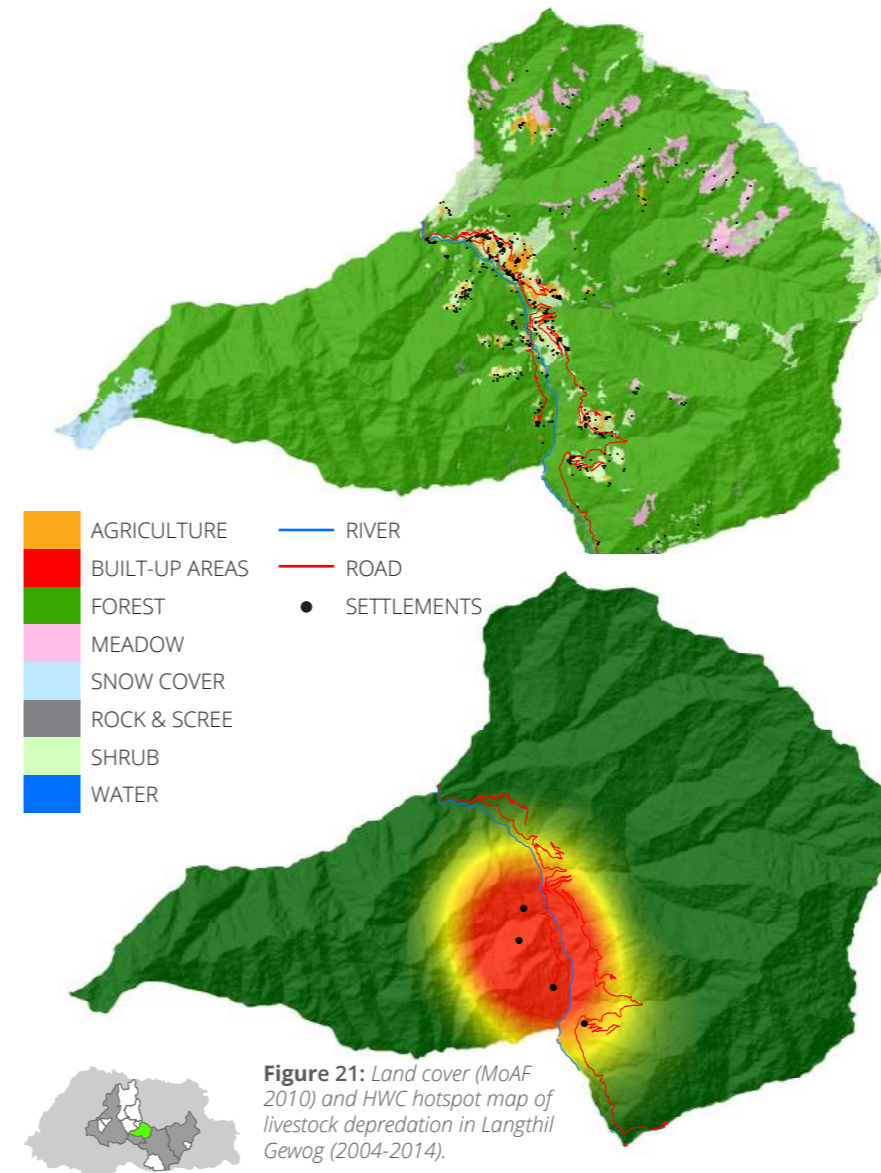 AGRICULTURE
BUILT-UP AREAS
FOREST
MEADOW
SNOW COVER
ROCK & SCREE
SHRUB
WATER
RIVER
ROAD
SETTLEMENTS
Figure 21: Land cover (MoAF
2010) and HWC hotspot map of
livestock depredation in Langthil
Gewog (2004-2014).